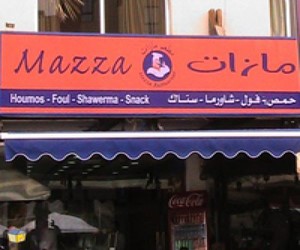 Mazza مازات
Houmos - Foul - Shawerma - Snack حمص - فول - شاورما - سناك
Coca-Cola